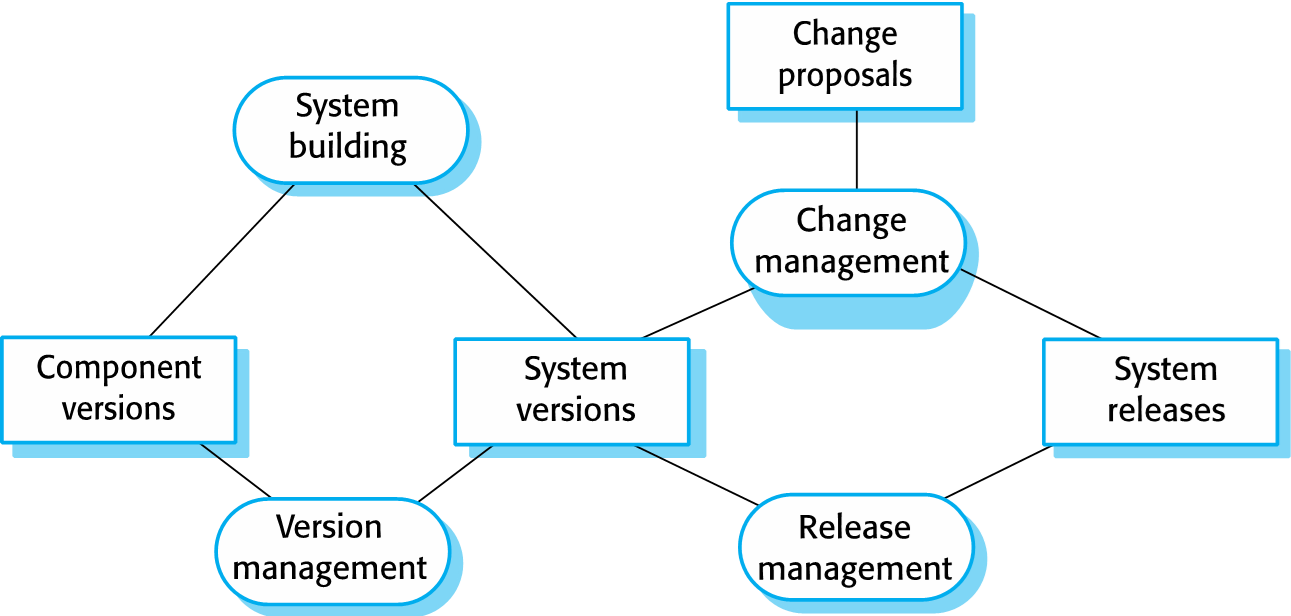 Change
proposals
System
building
Change
management
Component
versions
System
versions
System
releases
Version
management
Release
management